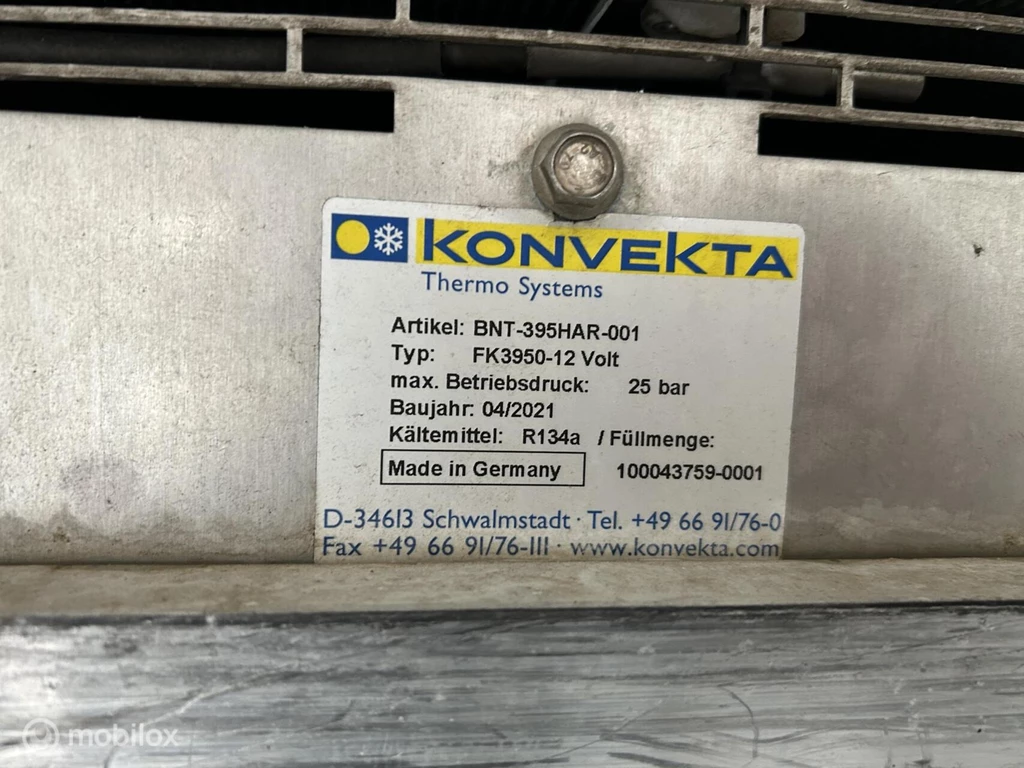 KONVEKTA
Thermo Systems
Artikel: BNT-395HAR-001
Typ: FK3950-12 Volt
max. Betriebsdruck: 25 bar
Baujahr: 04/2021
Kältemittel: R134a / Füllmenge:
Made in Germany 100043759-0001
D-34613 Schwalmstadt · Tel. +49 66 91/76-0
Fax +49 66 91/76-111 · www.konvekta.com
mobilox